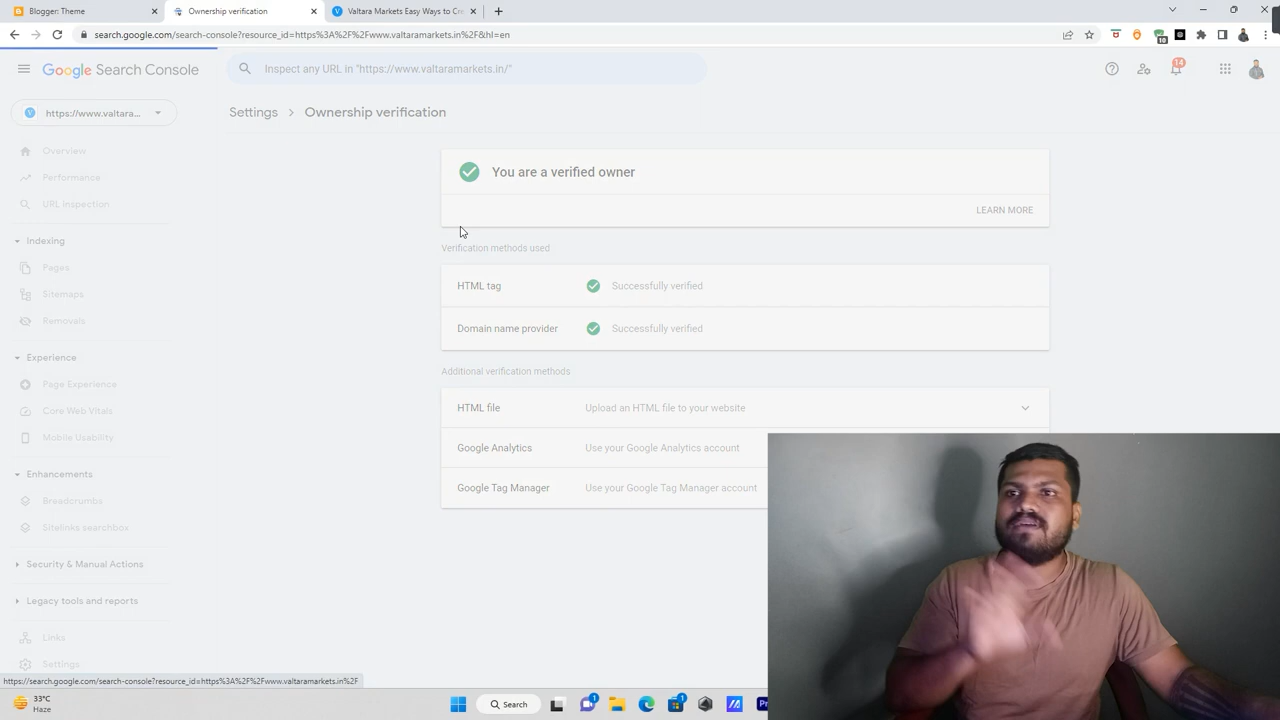 Blogger: Theme
Ownership verification
Valtara Markets Easy Ways to Cre
search.google.com/search-console?resource_id=https%3A%2F%2Fwww.valtaramarkets.in%2F&hl=en
10
Google Search Console
Inspect any URL in "https://www.valtaramarkets.in/"
14
https://www.valtara...
Settings > Ownership verification
Overview
Performance
URL inspection
Indexing
Pages
Sitemaps
Removals
Experience
Page Experience
Core Web Vitals
Mobile Usability
Enhancements
Breadcrumbs
Sitelinks searchbox
Security & Manual Actions
Legacy tools and reports
Links
Settings
You are a verified owner
LEARN MORE
Verification methods used
HTML tag Successfully verified
Domain name provider Successfully verified
Additional verification methods
HTML file Upload an HTML file to your website
Google Analytics Use your Google Analytics account
Google Tag Manager Use your Google Tag Manager account
https://search.google.com/search-console?resource_id=https%3A%2F%2Fwww.valtaramarkets.in%2F
33°C
Haze
Search
1
1
Pr